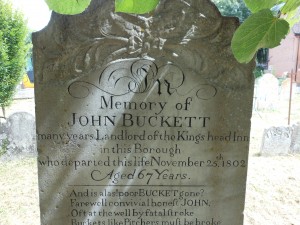 In
Memory of
JOHN BUCKETT
many years Landlord of the Kings head Inn
in this Borough
who departed this life November 25th. 1802
Aged 67 Years.
And is alas! poor BUCKET gone?
Farewell convivial honest JOHN,
Oft at the well by fatal stroke
Buckets like Pitchers must be broke